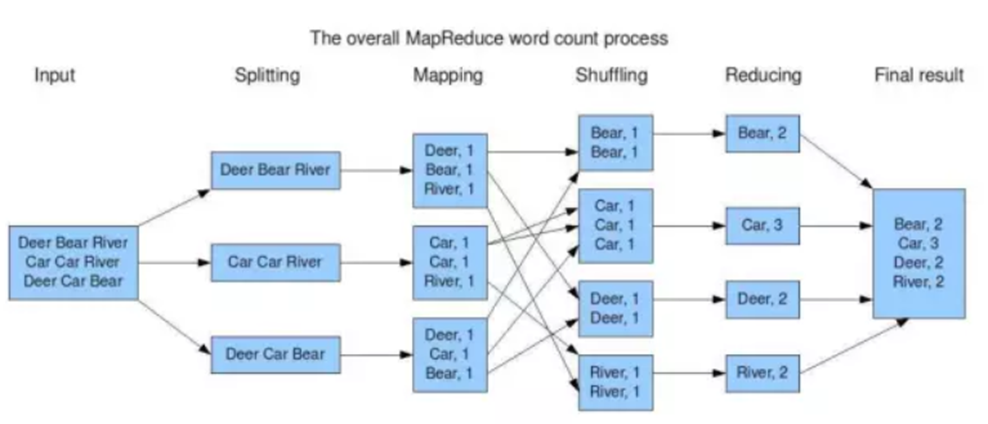 The overall MapReduce word count process
Input
Splitting
Mapping
Shuffling
Reducing
Final result
Deer Bear River
Car Car River
Deer Car Bear
Deer Bear River
Car Car River
Deer Car Bear
Deer, 1
Bear, 1
River, 1
Car, 1
Car, 1
River, 1
Deer, 1
Car, 1
Bear, 1
Bear, 1
Bear, 1
Car, 1
Car, 1
Car, 1
Deer, 1
Deer, 1
River, 1
River, 1
Bear, 2
Car, 3
Deer, 2
River, 2
Bear, 2
Car, 3
Deer, 2
River, 2